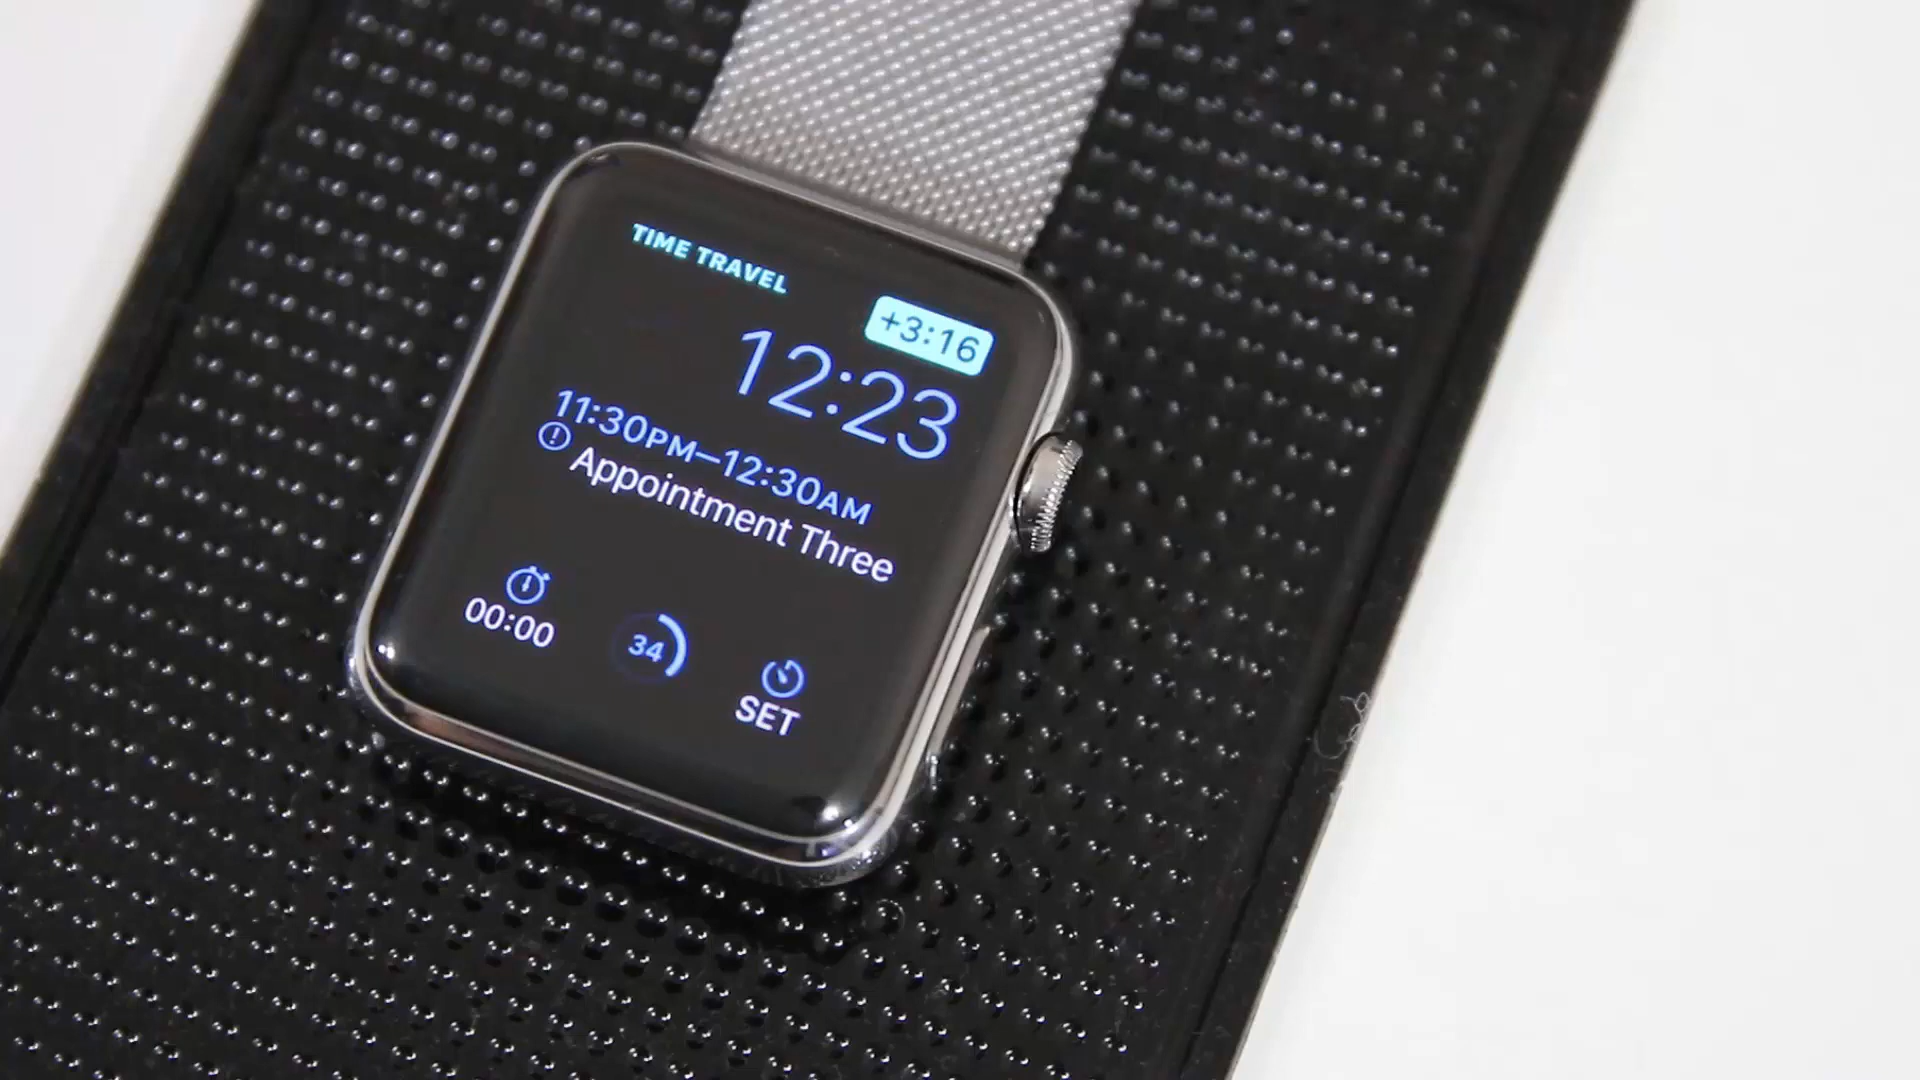 TIME TRAVEL
+3:16
12:23
11:30PM–12:30AM
Appointment Three
00:00
34
SET